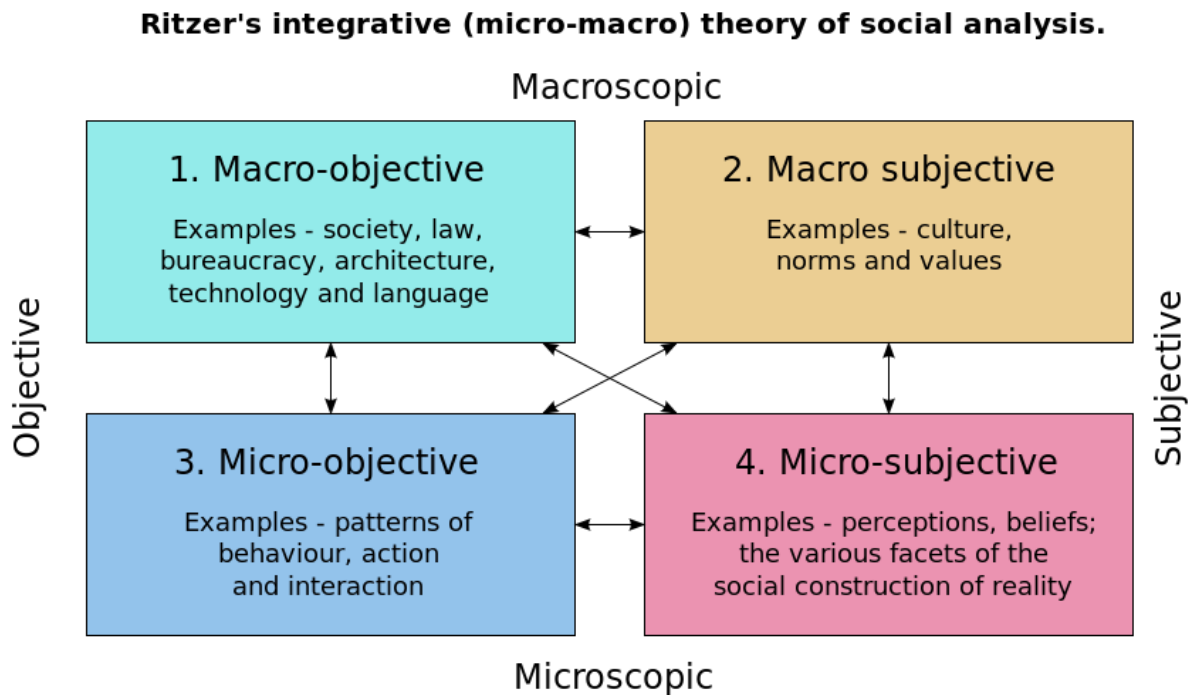 Ritzer's integrative (micro-macro) theory of social analysis.
Macroscopic
1. Macro-objective
Examples - society, law,
bureaucracy, architecture,
technology and language
2. Macro subjective
Examples - culture,
norms and values
Objective
Subjective
3. Micro-objective
Examples - patterns of
behaviour, action
and interaction
4. Micro-subjective
Examples - perceptions, beliefs;
the various facets of the
social construction of reality
Microscopic